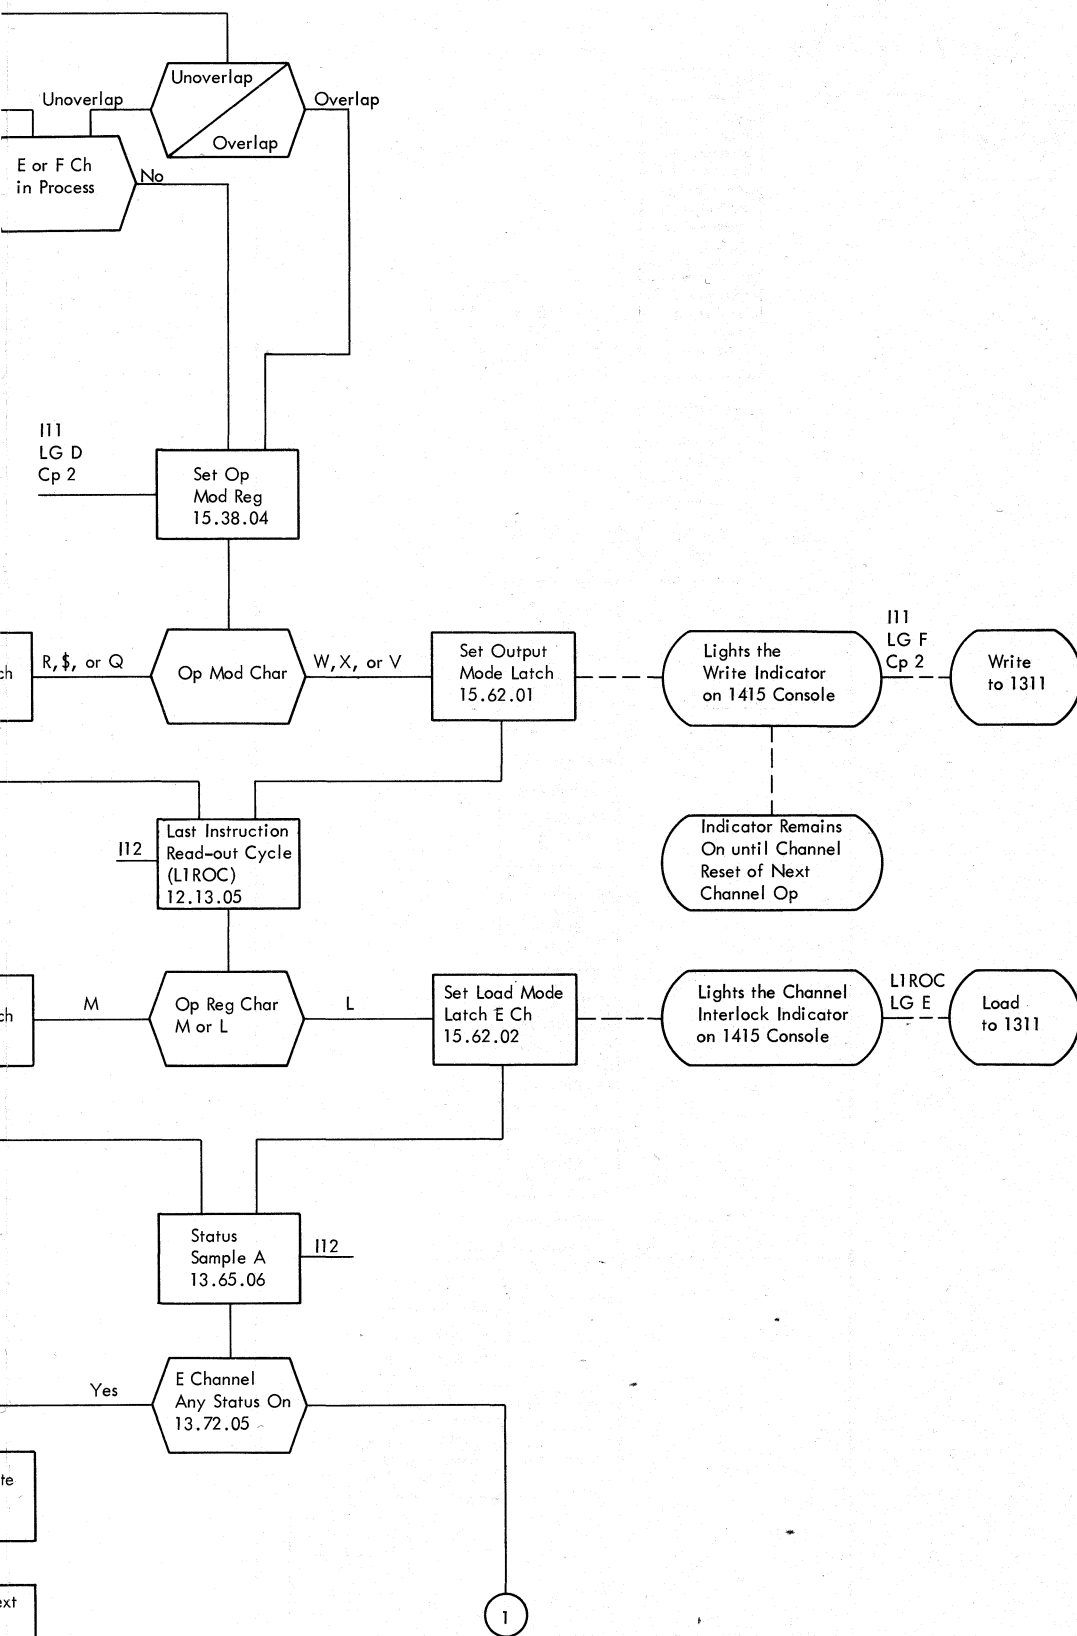 Unoverlap
Unoverlap
Overlap
Overlap
E or F Ch
in Process
No
I11
LG D
Cp 2
Set Op
Mod Reg
15.38.04
ch
R,$, or Q
Op Mod Char
W,X, or V
Set Output
Mode Latch
15.62.01
Lights the
Write Indicator
on 1415 Console
I11
LG F
Cp 2
Write
to 1311
I12
Last Instruction
Read-out Cycle
(L1ROC)
12.13.05
Indicator Remains
On until Channel
Reset of Next
Channel Op
ch
M
Op Reg Char
M or L
L
Set Load Mode
Latch E Ch
15.62.02
Lights the Channel
Interlock Indicator
on 1415 Console
L1ROC
LG E
Load
to 1311
Status
Sample A
13.65.06
I12
Yes
E Channel
Any Status On
13.72.05
te
ext
1